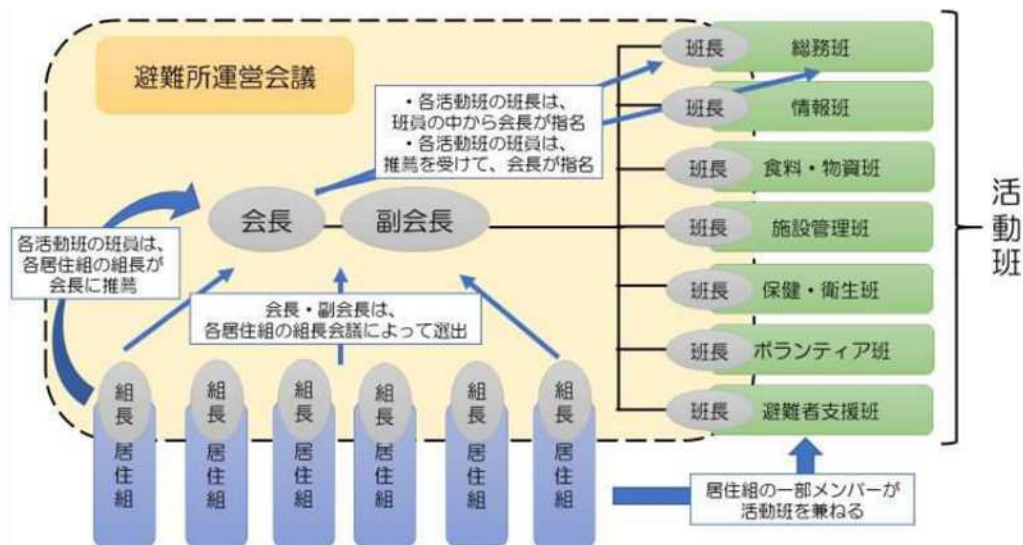 避難所運営会議
・各活動班の班長は、
班員の中から会長が指名
・各活動班の班員は、
推薦を受けて、会長が指名
会長
副会長
各活動班の班員は、
各居住組の組長が
会長に推薦
会長・副会長は、
各居住組の組長会議によって選出
班長
総務班
班長
情報班
班長
食料・物資班
班長
施設管理班
班長
保健・衛生班
班長
ボランティア班
班長
避難者支援班
活動班
組長
居住組
組長
居住組
組長
居住組
組長
居住組
組長
居住組
組長
居住組
居住組の一部メンバーが
活動班を兼ねる